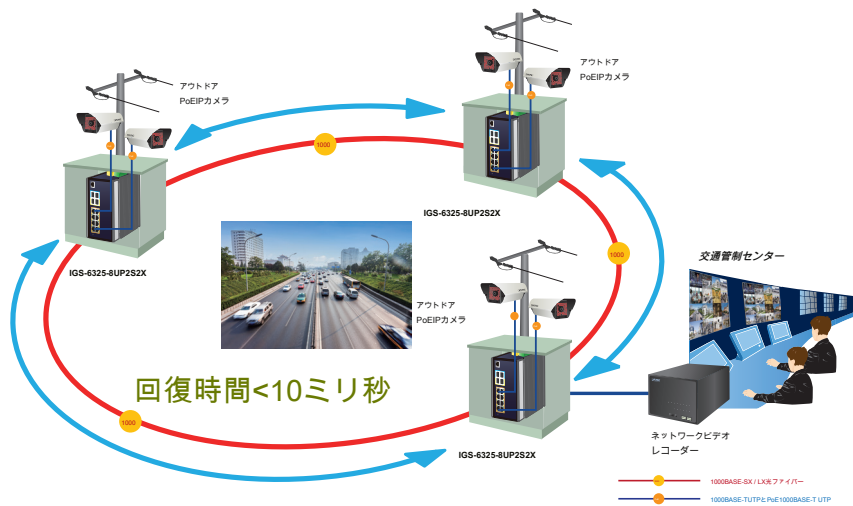 アウトドア
PoEIPカメラ
アウトドア
PoEIPカメラ
1000
IGS-6325-8UP2S2X
1000
交通管制センター
IGS-6325-8UP2S2X
アウトドア
PoEIPカメラ
回復時間<10ミリ秒
1000
ネットワークビデオ
レコーダー
IGS-6325-8UP2S2X
1000BASE-SX / LX光ファイバー
1000BASE-TUTPとPoE1000BASE-T UTP